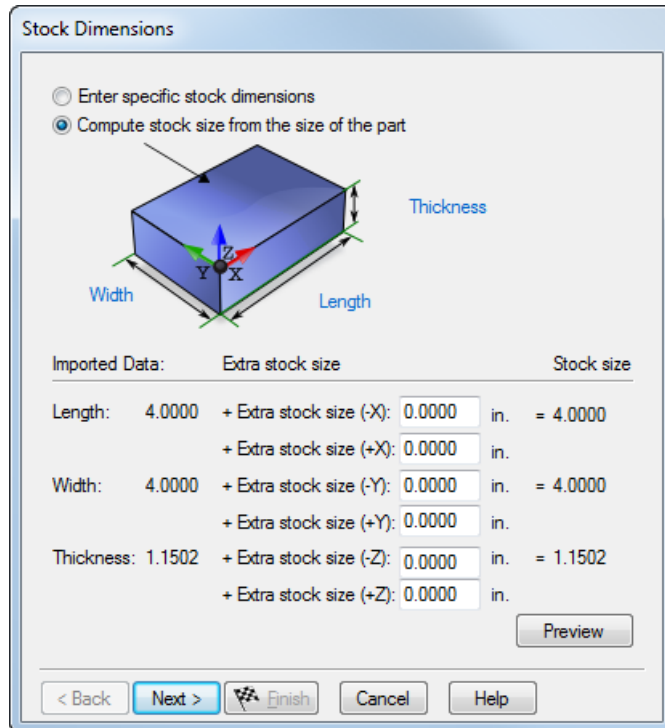 Stock Dimensions
Enter specific stock dimensions
Compute stock size from the size of the part
Thickness
Z
Y X
Width
Length
Imported Data: Extra stock size Stock size
Length: 4.0000 + Extra stock size (-X): 0.0000 in. = 4.0000
+ Extra stock size (+X): 0.0000 in.
Width: 4.0000 + Extra stock size (-Y): 0.0000 in. = 4.0000
+ Extra stock size (+Y): 0.0000 in.
Thickness: 1.1502 + Extra stock size (-Z): 0.0000 in. = 1.1502
+ Extra stock size (+Z): 0.0000 in.
Preview
< Back Next > Finish Cancel Help